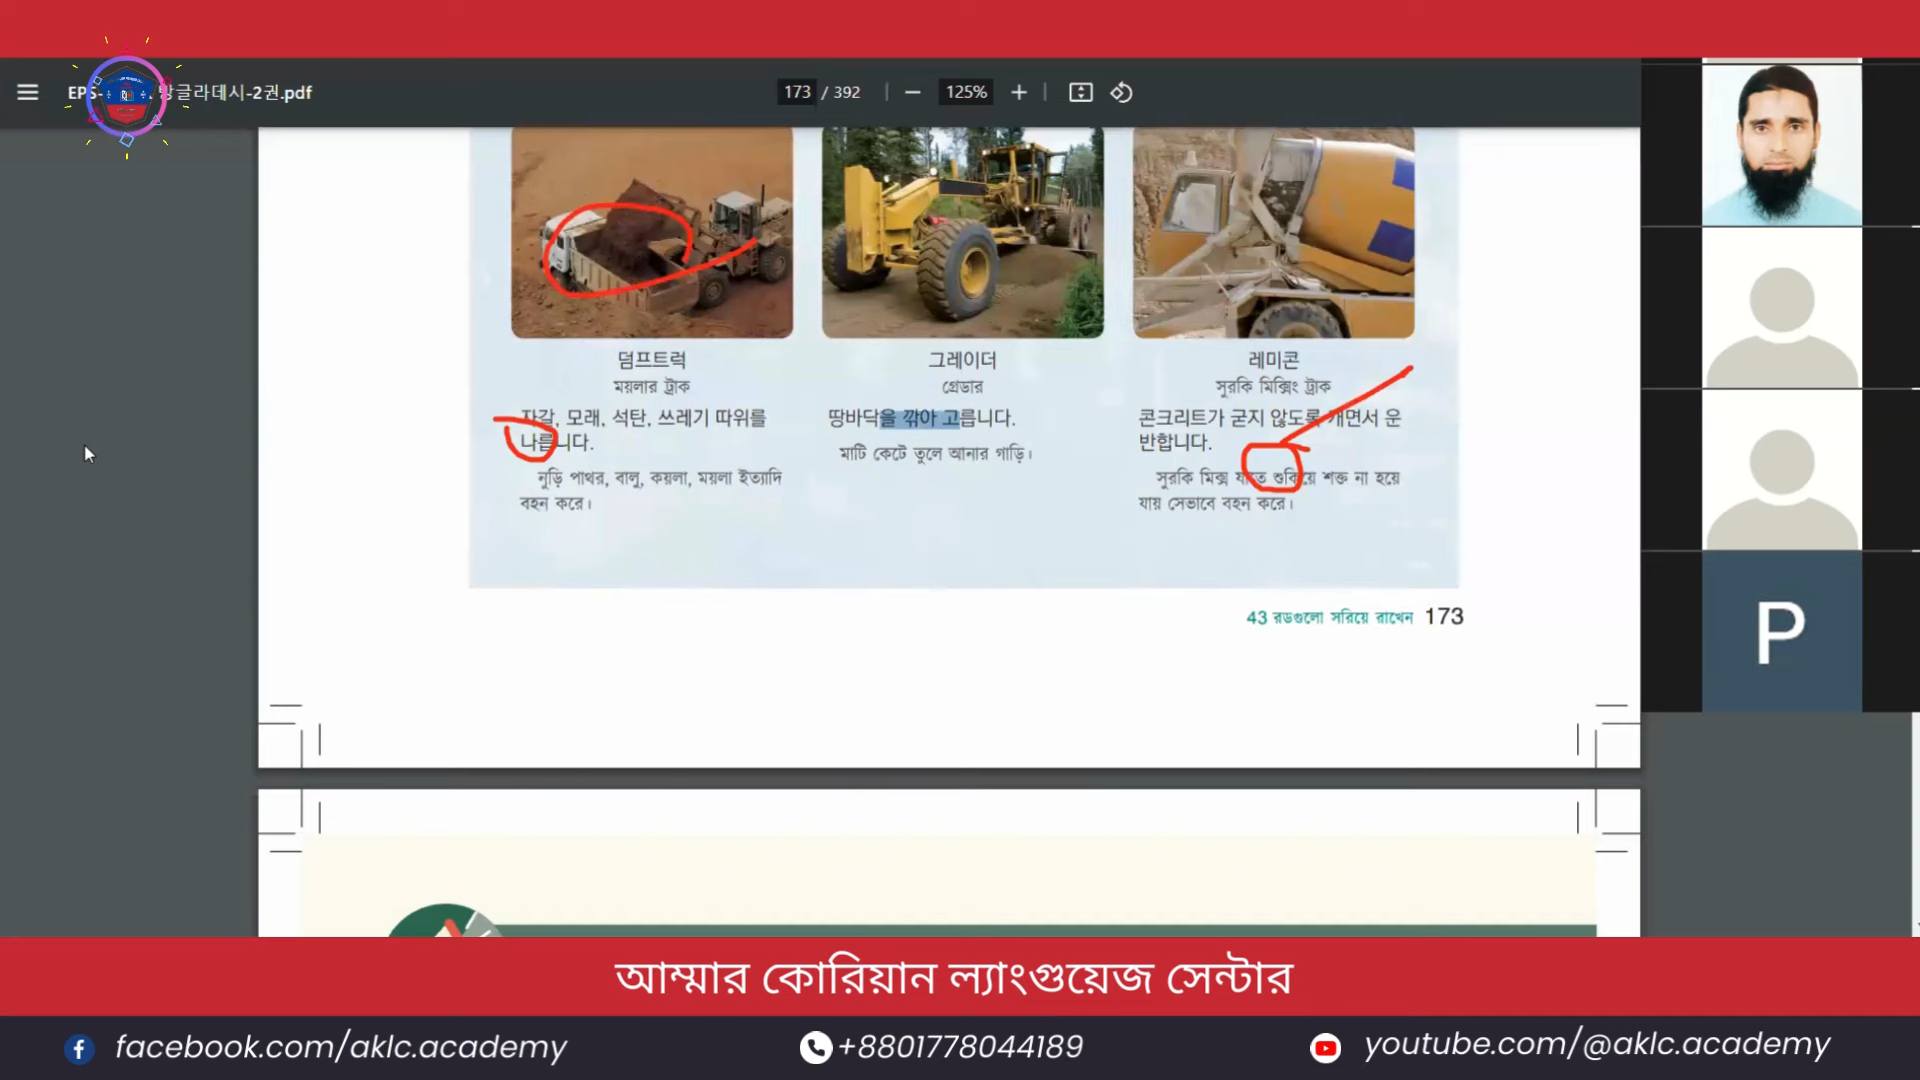 방글라데시-2권.pdf
173 / 392
125%
덤프트럭
ময়লার ট্রাক
자갈, 모래, 석탄, 쓰레기 따위를
나릅니다.
নুড়ি পাথর, বালু, কয়লা, ময়লা ইত্যাদি
বহন করে।
그레이더
গ্রেডার
땅바닥을 깎아 고릅니다.
মাটি কেটে তুলে আনার গাড়ি।
레미콘
সুরকি মিক্সিং ট্রাক
콘크리트가 굳지 않도록 개면서 운
반합니다.
সুরকি মিক্স যাতে শুকিয়ে শক্ত না হয়ে
যায় সেভাবে বহন করে।
43 রডগুলো সরিয়ে রাখেন 173
P
আম্মার কোরিয়ান ল্যাংগুয়েজ সেন্টার
facebook.com/aklc.academy
+8801778044189
youtube.com/@aklc.academy